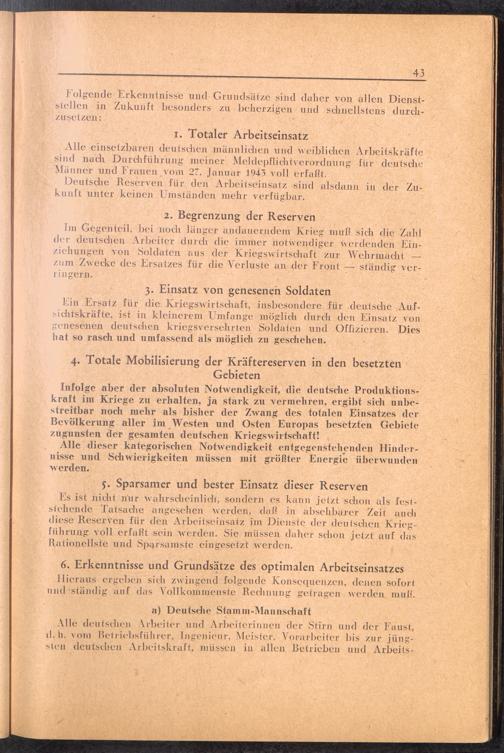 43
Folgende Erkenntnisse und Grundsätze sind daher von allen Dienst-
stellen in Zukunft besonders zu beherzigen und schnellstens durch-
zusetzen:
1. Totaler Arbeitseinsatz
Alle einsetzbaren deutschen männlichen und weiblichen Arbeitskräfte
sind nach Durchführung meiner Meldepflichtverordnung für deutsche
Männer und Frauen vom 27. Januar 1943 voll erfaßt.
Deutsche Reserven für den Arbeitseinsatz sind alsdann in der Zu-
kunft unter keinen Umständen mehr verfügbar.
2. Begrenzung der Reserven
Im Gegenteil, bei noch länger andauerndem Krieg muß sich die Zahl
der deutschen Arbeiter durch die immer notwendiger werdenden Ein-
ziehungen von Soldaten aus der Kriegswirtschaft zur Wehrmacht —
zum Zwecke des Ersatzes für die Verluste an der Front — ständig ver-
ringern.
3. Einsatz von genesenen Soldaten
Ein Ersatz für die Kriegswirtschaft, insbesondere für deutsche Auf-
sichtskräfte, ist in kleinerem Umfange möglich durch den Einsatz von
genesenen deutschen kriegsversehrten Soldaten und Offizieren. Dies
hat so rasch und umfassend als möglich zu geschehen.
4. Totale Mobilisierung der Kräftereserven in den besetzten
Gebieten
Infolge aber der absoluten Notwendigkeit, die deutsche Produktions-
kraft im Kriege zu erhalten, ja stark zu vermehren, ergibt sich unbe-
streitbar noch mehr als bisher der Zwang des totalen Einsatzes der
Bevölkerung aller im Westen und Osten Europas besetzten Gebiete
zugunsten der gesamten deutschen Kriegswirtschaft!
Alle dieser kategorischen Notwendigkeit entgegenstehenden Hinder-
nisse und Schwierigkeiten müssen mit größter Energie überwunden
werden.
5. Sparsamer und bester Einsatz dieser Reserven
Es ist nicht nur wahrscheinlich, sondern es kann jetzt schon als fest-
stehende Tatsache angesehen werden, daß in absehbarer Zeit auch
diese Reserven für den Arbeitseinsatz im Dienste der deutschen Krieg-
führung voll erfaßt sein werden. Sie müssen daher schon jetzt auf das
Rationellste und Sparsamste eingesetzt werden.
6. Erkenntnisse und Grundsätze des optimalen Arbeitseinsatzes
Hieraus ergeben sich zwingend folgende Konsequenzen, denen sofort
und ständig auf das Vollkommenste Rechnung getragen werden muß.
a) Deutsche Stamm-Mannschaft
Alle deutschen Arbeiter und Arbeiterinnen der Stirn und der Faust,
d. h. vom Betriebsführer, Ingenieur, Meister, Vorarbeiter bis zur jüng-
sten deutschen Arbeitskraft, müssen in allen Betrieben und Arbeits-